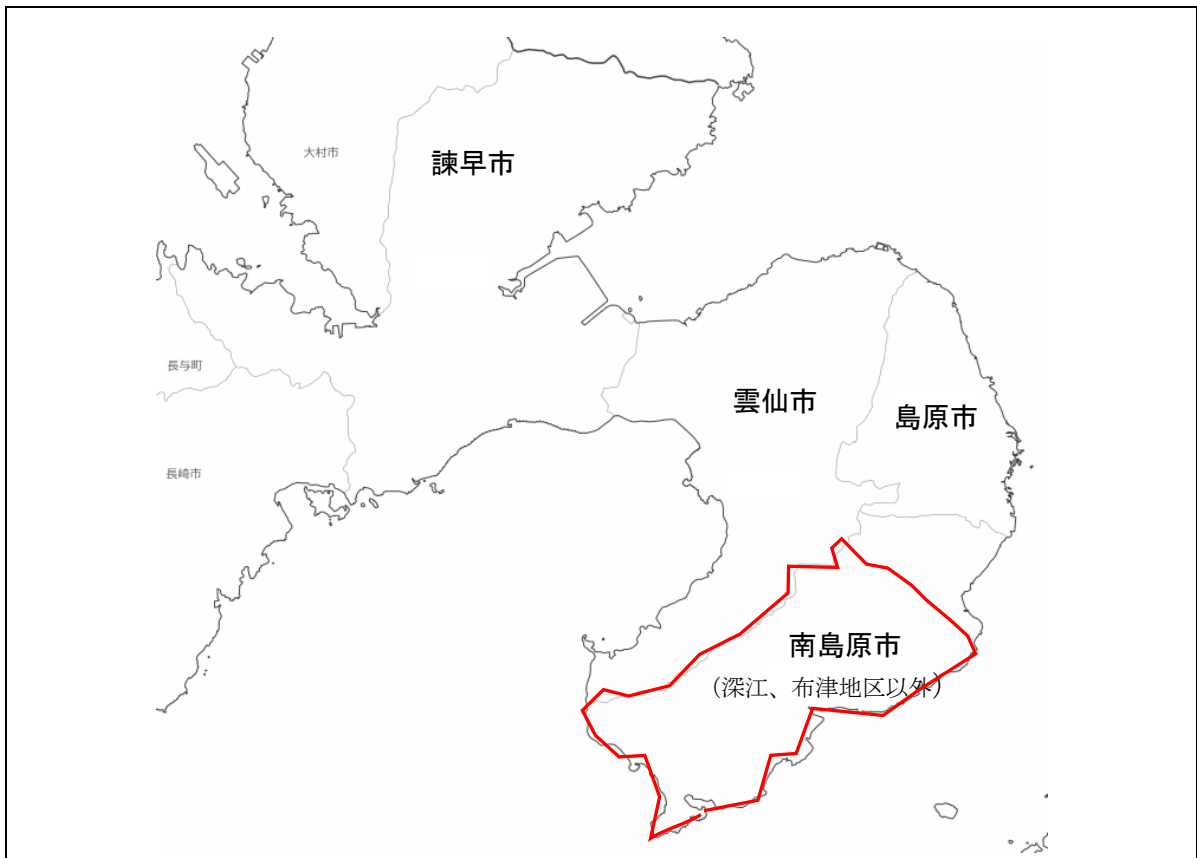 大村市
諫早市
長与町
雲仙市
島原市
長崎市
南島原市
（深江、布津地区以外）